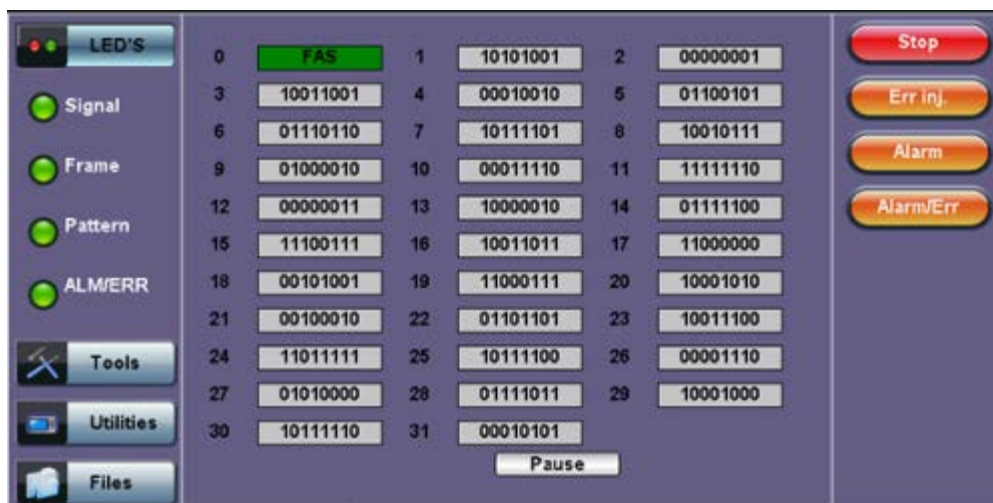 LED'S
Signal
Frame
Pattern
ALM/ERR
Tools
Utilities
Files
0 FAS 1 10101001 2 00000001
3 10011001 4 00010010 5 01100101
6 01110110 7 10111101 8 10010111
9 01000010 10 00011110 11 11111110
12 00000011 13 10000010 14 01111100
15 11100111 16 10011011 17 11000000
18 00101001 19 11000111 20 10001010
21 00100010 22 01101101 23 10011100
24 11011111 25 10111100 26 00001110
27 01010000 28 01111011 29 10001000
30 10111110 31 00010101
Pause
Stop
Err inj.
Alarm
Alarm/Err